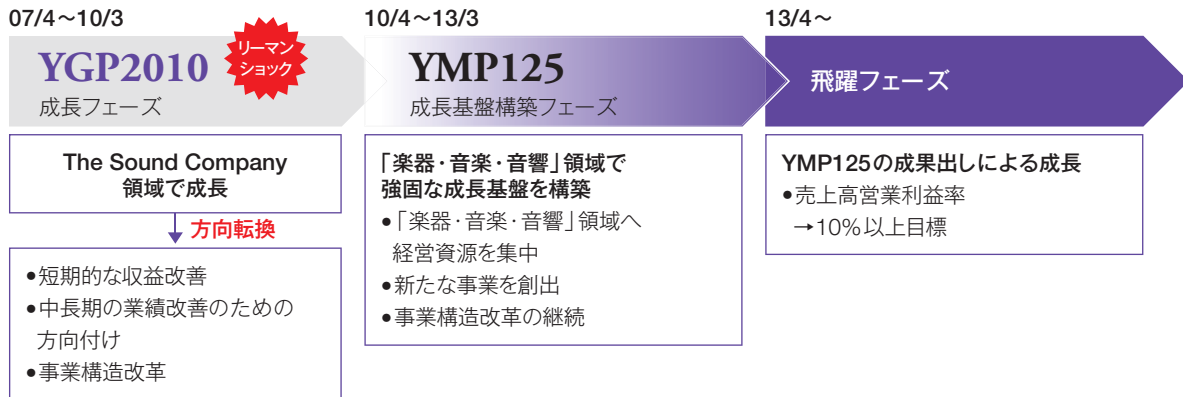 07/4～10/3
YGP2010
リーマン
ショック
成長フェーズ
The Sound Company
領域で成長
方向転換
●短期的な収益改善
●中長期の業績改善のための
方向付け
●事業構造改革
10/4～13/3
YMP125
成長基盤構築フェーズ
「楽器・音楽・音響」領域で
強固な成長基盤を構築
●「楽器・音楽・音響」領域へ
経営資源を集中
●新たな事業を創出
●事業構造改革の継続
13/4～
飛躍フェーズ
YMP125の成果出しによる成長
●売上高営業利益率
→10%以上目標